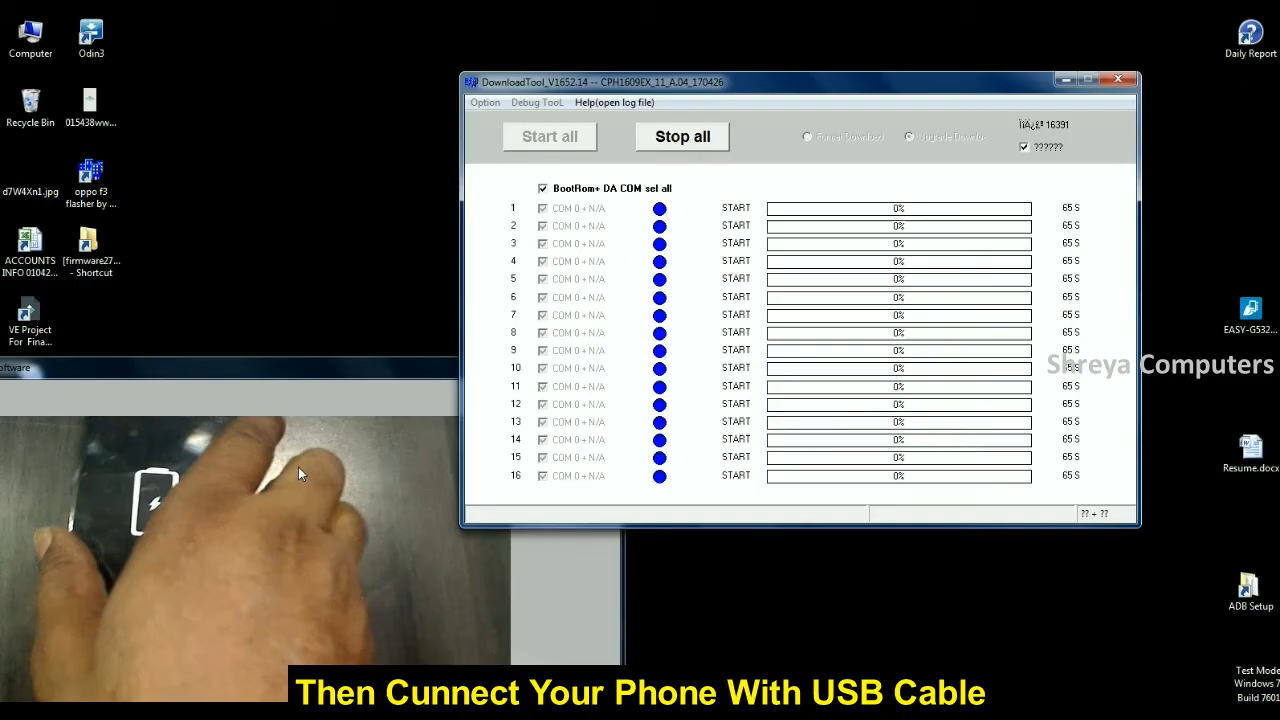 Computer
Odin3
Daily Report
Recycle Bin
015438ww...
d7W4Xn1.jpg
oppo f3
flasher by ...
ACCOUNTS
INFO 01042...
[firmware27...
- Shortcut
VE Project
For Fina...
oftware
DownloadTool_V1652.14 -- CPH1609EX_11_A.04_170426
Option Debug TooL Help(open log file)
Start all Stop all Format Download Upgrade Downlo
ÏîÄ¿£º 16391
??????
BootRom+ DA COM sel all
1 COM 0 + N/A START 0% 65 S
2 COM 0 + N/A START 0% 65 S
3 COM 0 + N/A START 0% 65 S
4 COM 0 + N/A START 0% 65 S
5 COM 0 + N/A START 0% 65 S
6 COM 0 + N/A START 0% 65 S
7 COM 0 + N/A START 0% 65 S
8 COM 0 + N/A START 0% 65 S
9 COM 0 + N/A START 0% 65 S
10 COM 0 + N/A START 0% 65 S
11 COM 0 + N/A START 0% 65 S
12 COM 0 + N/A START 0% 65 S
13 COM 0 + N/A START 0% 65 S
14 COM 0 + N/A START 0% 65 S
15 COM 0 + N/A START 0% 65 S
16 COM 0 + N/A START 0% 65 S
?? + ??
EASY-G532...
Shreya Computers
Resume.docx
ADB Setup
Test Mode
Windows 7
Build 7601
Then Cunnect Your Phone With USB Cable